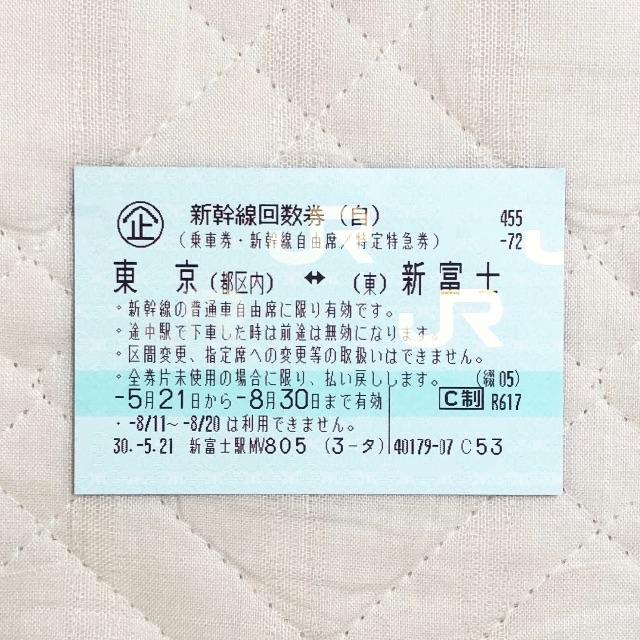 企 新幹線回数券（自） 455
（乗車券・新幹線自由席／特定特急券） -72
東 京（都区内） ↔ （東）新 富 士
・新幹線の普通車自由席に限り有効です。
・途中駅で下車した時は前途は無効になります。
・区間変更、指定席への変更等の取扱いはできません。
・全券片未使用の場合に限り、払い戻しします。 （綴05）
-5月21日から-8月30日まで有効 C制 R617
・-8/11～-8/20は利用できません。
30.-5.21 新富士駅MV805 （3-タ） 40179-07 C53
JR
JR